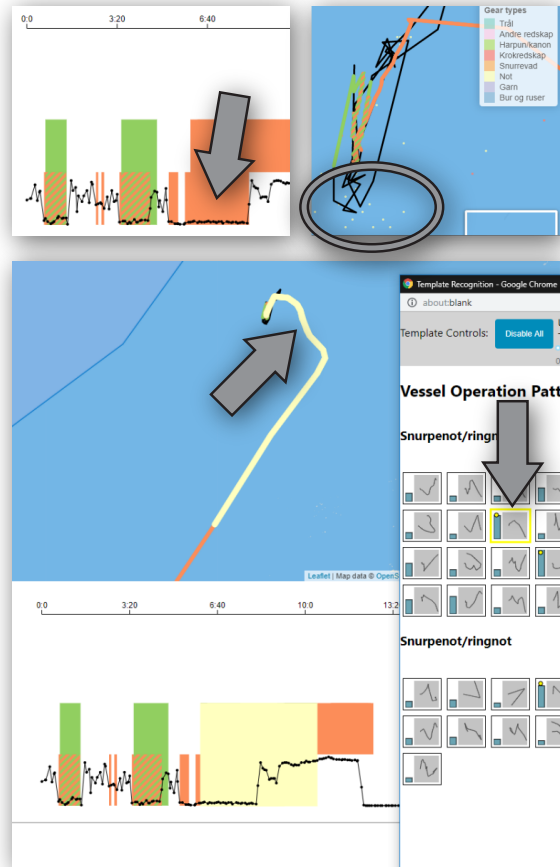 0:0 3:20 6:40
Gear types
Trål
Andre redskap
Harpun/kanon
Krokredskap
Snurrevad
Not
Garn
Bur og ruser
Template Recognition - Google Chrome
about:blank
Template Controls: Disable All
Vessel Operation Patt
Snurpenot/ringn
Leaflet | Map data © OpenS
0:0 3:20 6:40 10:0 13:2
Snurpenot/ringnot